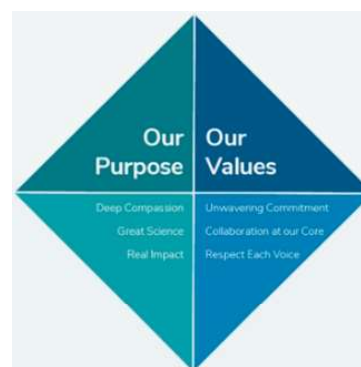 Our
Purpose
Our
Values
Deep Compassion
Great Science
Real Impact
Unwavering Commitment
Collaboration at our Core
Respect Each Voice